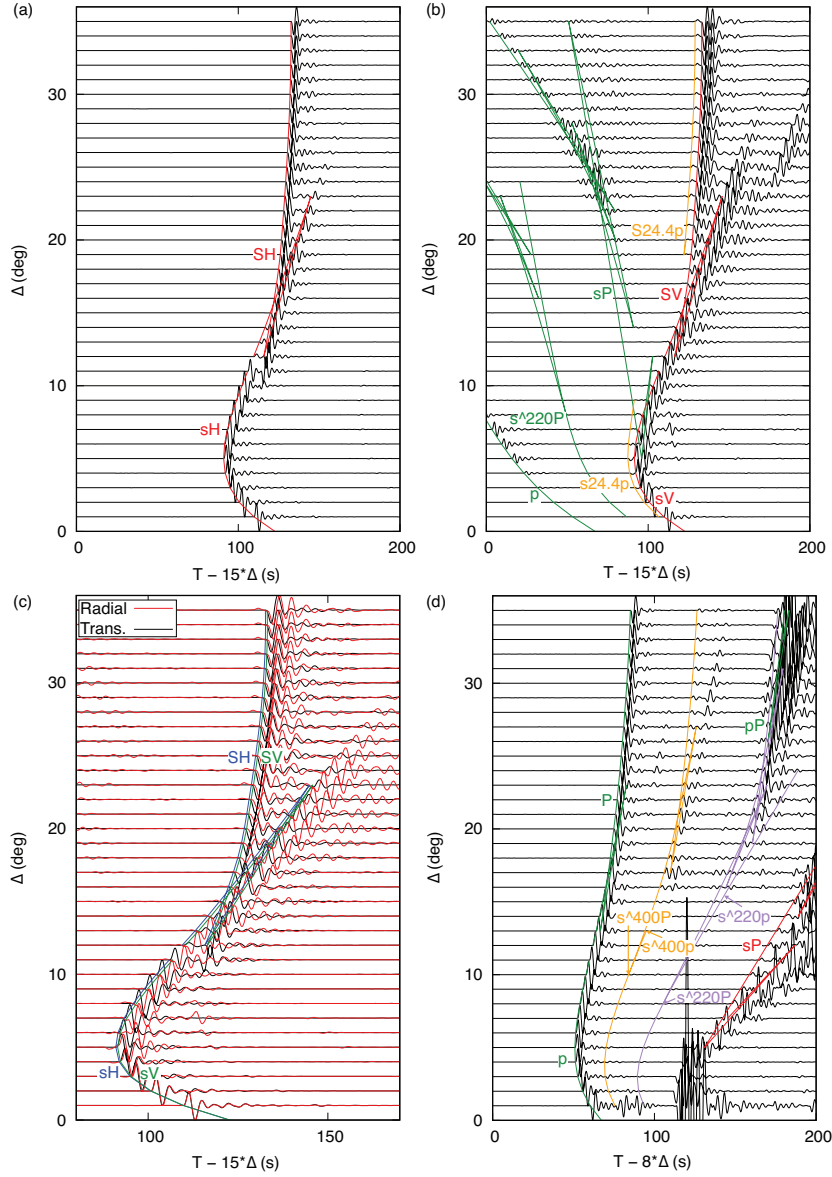 (a)
Δ (deg)
30
20
10
0
SH
sH
0
100
200
T − 15*Δ (s)
(b)
Δ (deg)
30
20
10
0
S24.4p
sP
SV
s^220P
s24.4p
p
sV
0
100
200
T − 15*Δ (s)
(c)
Radial
Trans.
Δ (deg)
30
20
10
0
SH
SV
sH
sV
100
150
T − 15*Δ (s)
(d)
Δ (deg)
30
20
10
0
pP
P
s^400P
s^220p
s^400p
sP
s^220P
p
0
100
200
T − 8*Δ (s)